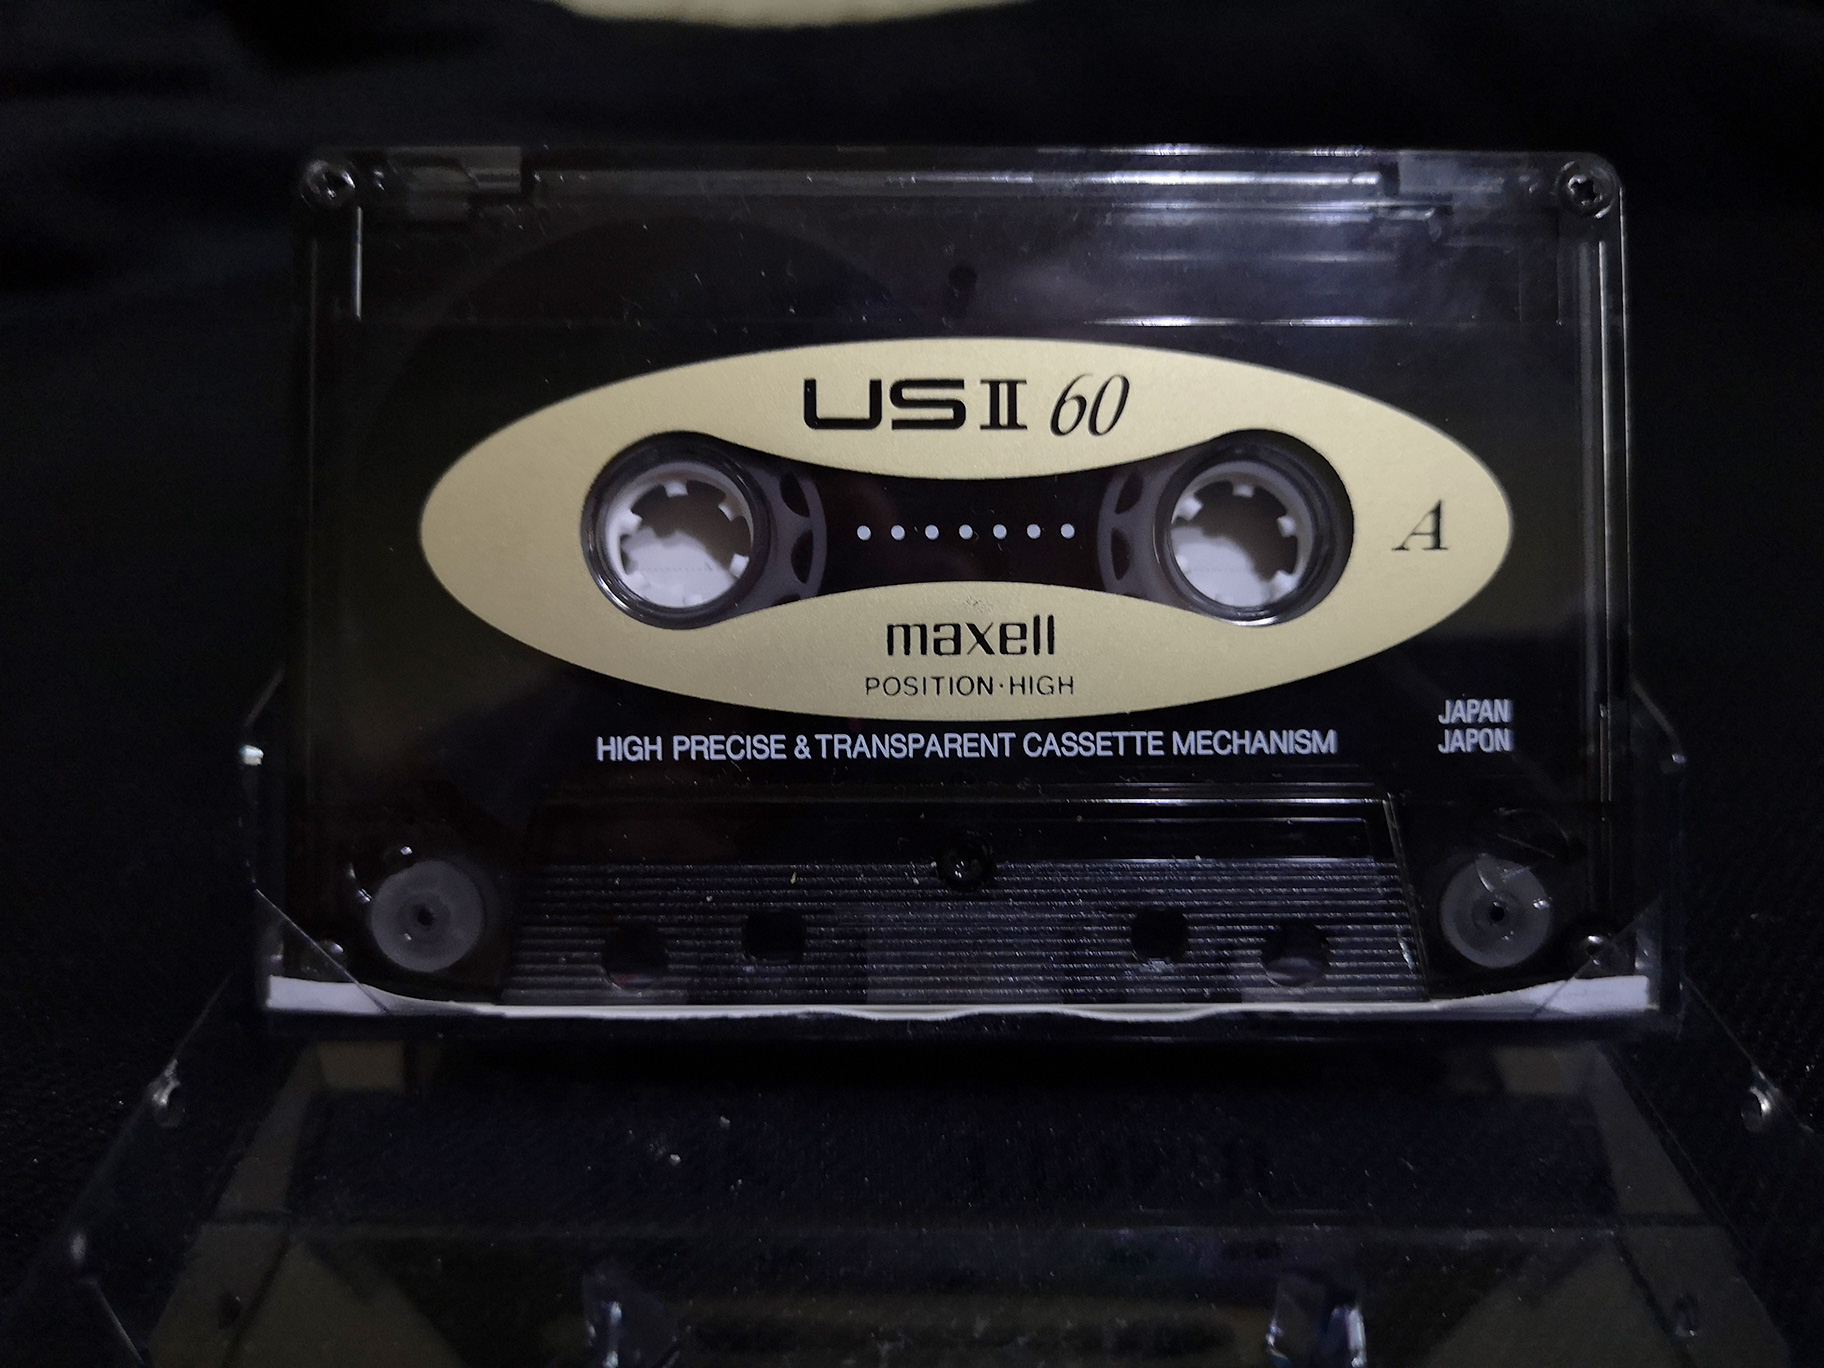 USII 60
A
maxell
POSITION·HIGH
HIGH PRECISE & TRANSPARENT CASSETTE MECHANISM
JAPAN
JAPON